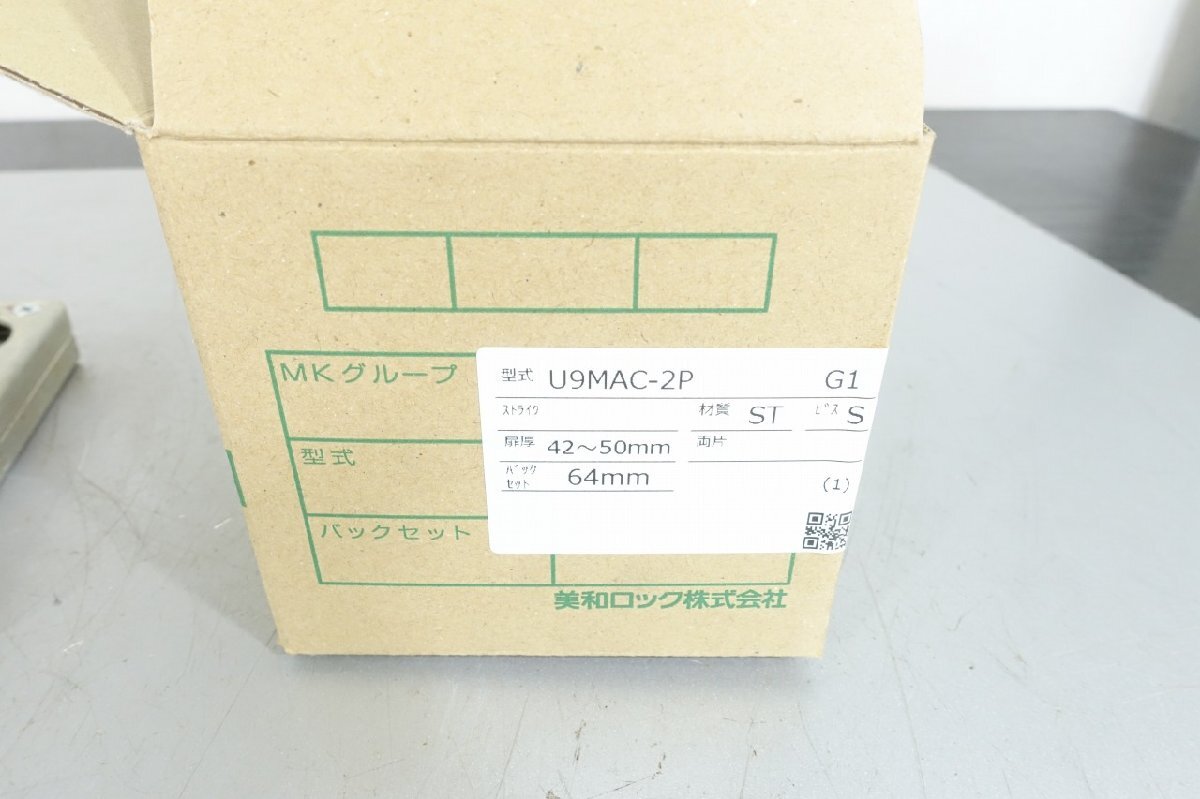 MKグループ
型式
バックセット
型式 U9MAC-2P G1
ストライク 材質 ST ビス S
扉厚 42～50mm 両片
バックセット 64mm
(1)
美和ロック株式会社